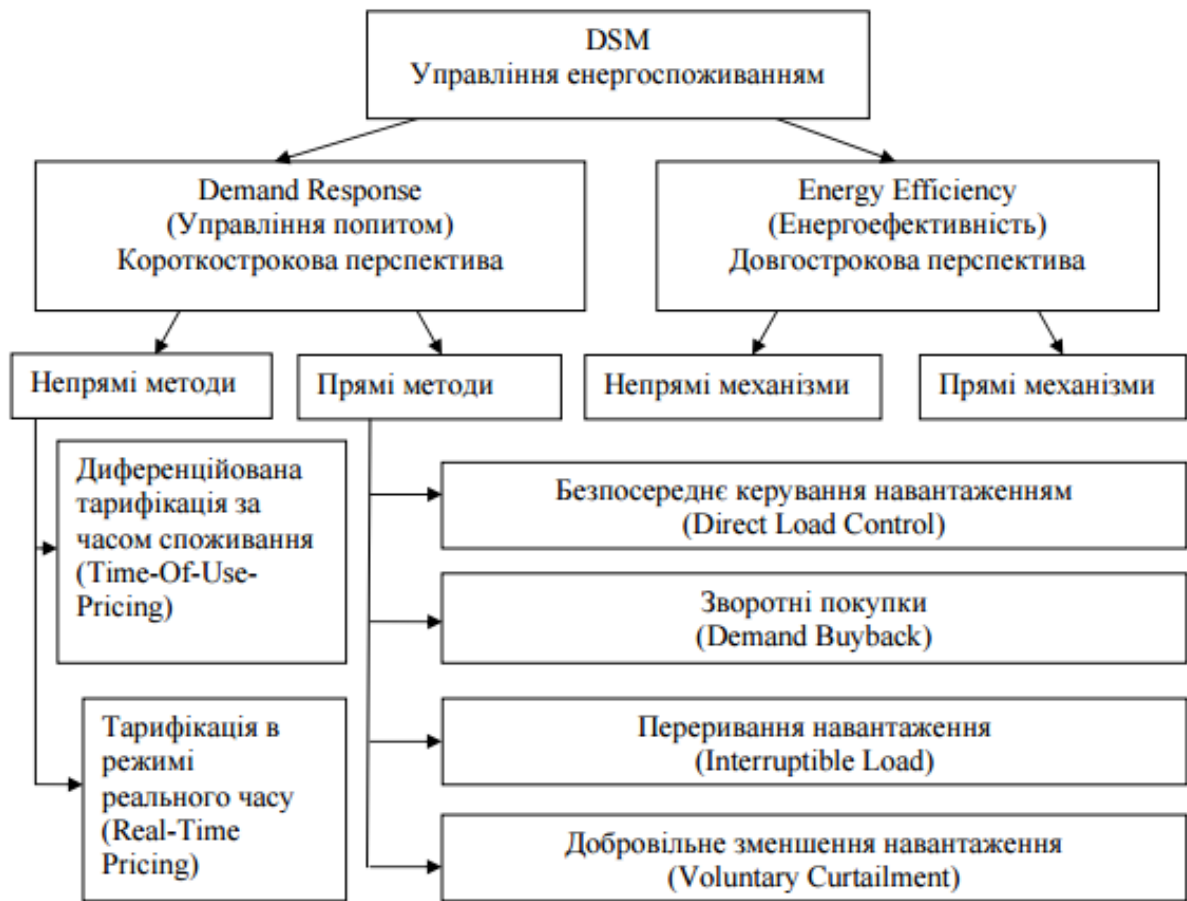 DSM
Управління енергоспоживанням
Demand Response
(Управління попитом)
Короткострокова перспектива
Energy Efficiency
(Енергоефективність)
Довгострокова перспектива
Непрямі методи
Прямі методи
Непрямі механізми
Прямі механізми
Диференційована
тарифікація за
часом споживання
(Time-Of-Use-
Pricing)
Тарифікація в
режимі
реального часу
(Real-Time
Pricing)
Безпосереднє керування навантаженням
(Direct Load Control)
Зворотні покупки
(Demand Buyback)
Переривання навантаження
(Interruptible Load)
Добровільне зменшення навантаження
(Voluntary Curtailment)